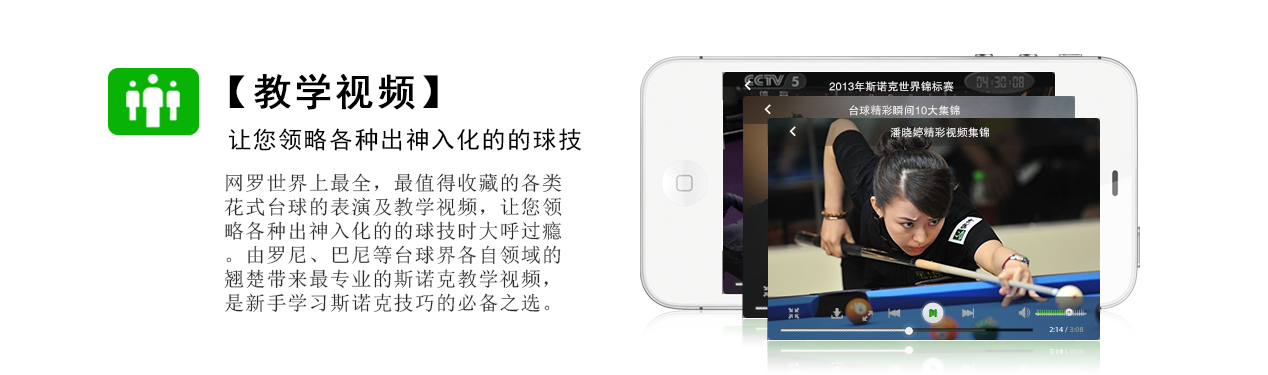 【教学视频】
让您领略各种出神入化的的球技
网罗世界上最全，最值得收藏的各类
花式台球的表演及教学视频，让您领
略各种出神入化的的球技时大呼过瘾
。由罗尼、巴尼等台球界各自领域的
翘楚带来最专业的斯诺克教学视频，
是新手学习斯诺克技巧的必备之选。
CCTV 5
2013年斯诺克世界锦标赛
04:30:08
台球精彩瞬间10大集锦
潘晓婷精彩视频集锦
2:14 / 3:08